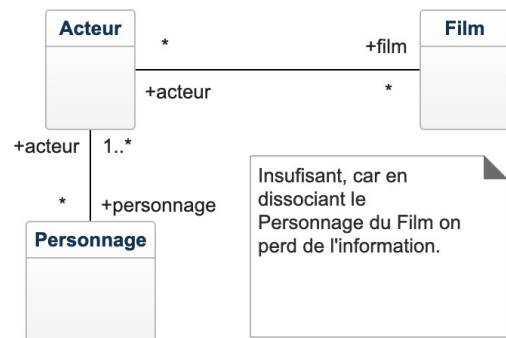 Acteur
*
+film
Film
+acteur
*
+acteur
1..*
*
+personnage
Personnage
Insufisant, car en
dissociant le
Personnage du Film on
perd de l'information.